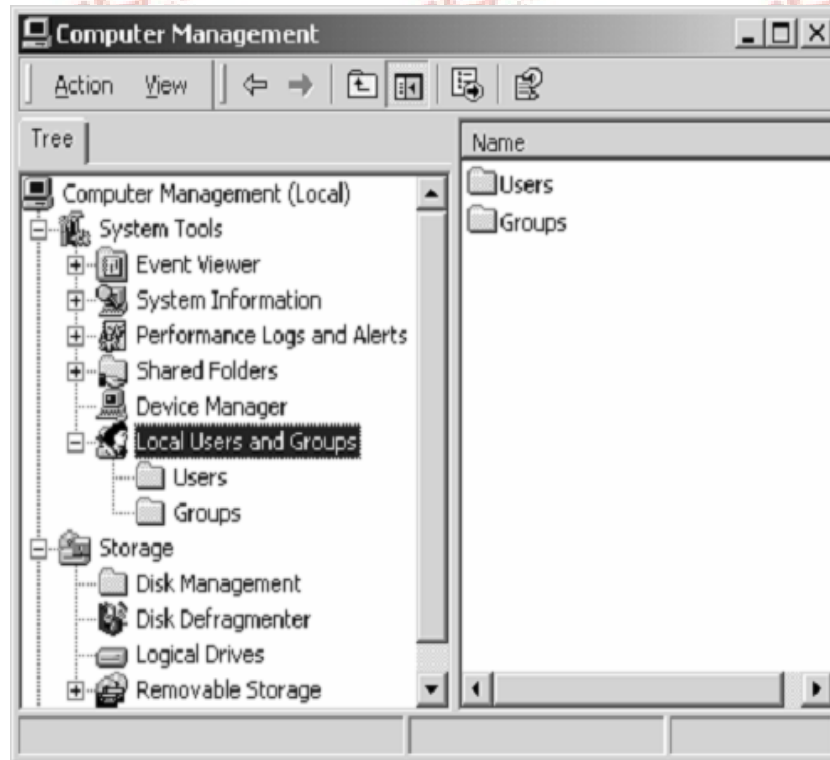 Computer Management
Action View
Tree
Name
Computer Management (Local)
System Tools
Event Viewer
System Information
Performance Logs and Alerts
Shared Folders
Device Manager
Local Users and Groups
Users
Groups
Storage
Disk Management
Disk Defragmenter
Logical Drives
Removable Storage
Users
Groups